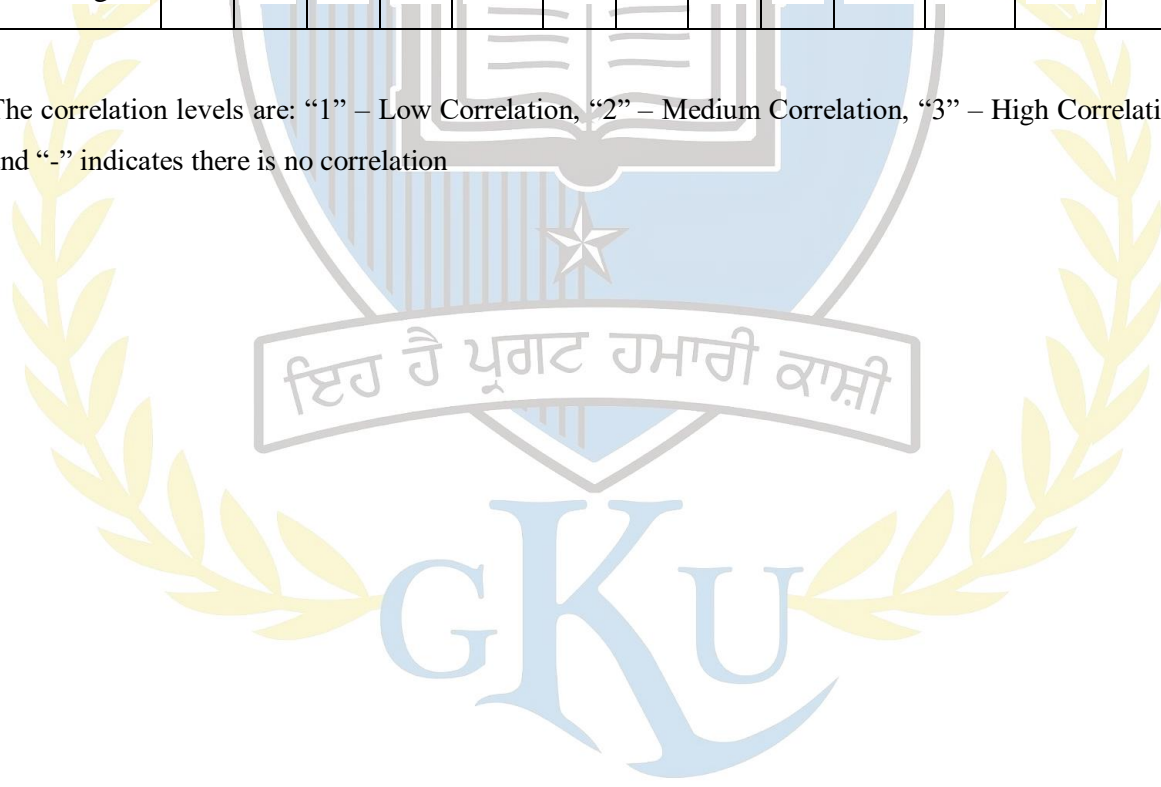 The correlation levels are: “1” – Low Correlation, “2” – Medium Correlation, “3” – High Correlati
nd “-” indicates there is no correlation
ਇਹ ਹੈ ਪ੍ਰਗਟ ਹਮਾਰੀ ਕਾਸ਼ੀ
GKU